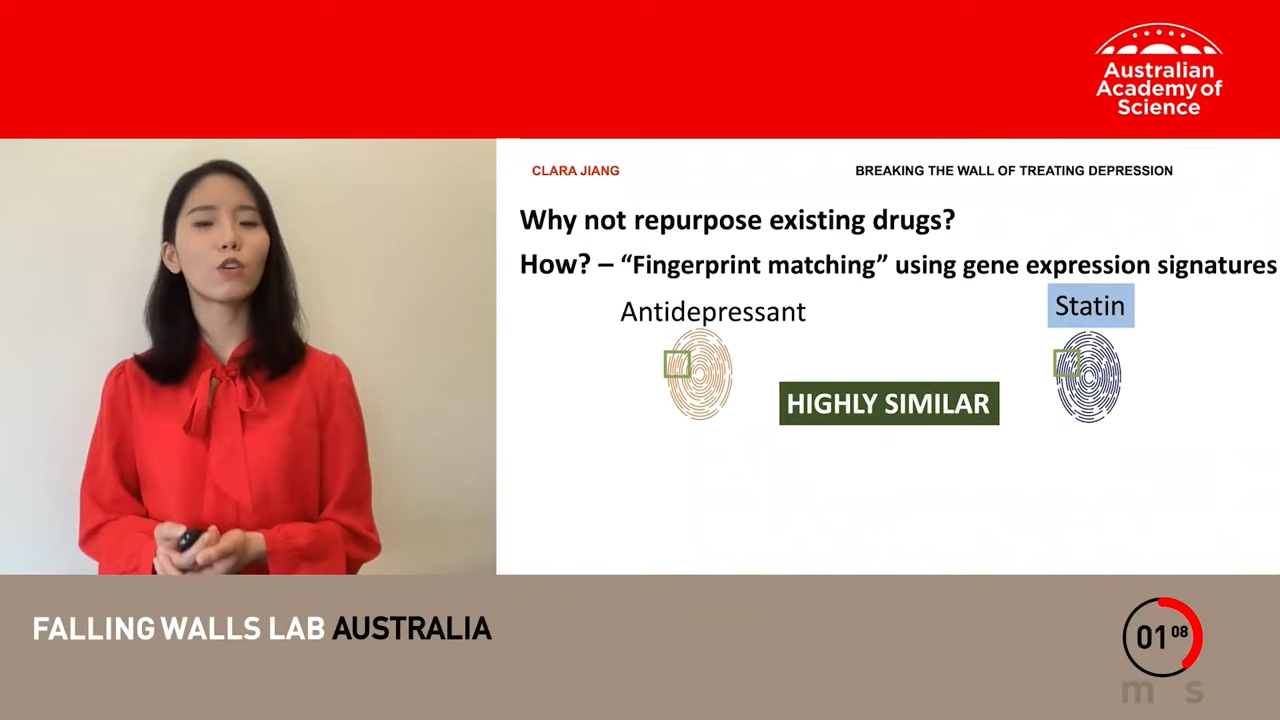 Australian
Academy of
Science
CLARA JIANG
BREAKING THE WALL OF TREATING DEPRESSION
Why not repurpose existing drugs?
How? – “Fingerprint matching” using gene expression signatures
Antidepressant
Statin
HIGHLY SIMILAR
FALLING WALLS LAB AUSTRALIA
01 08
m s